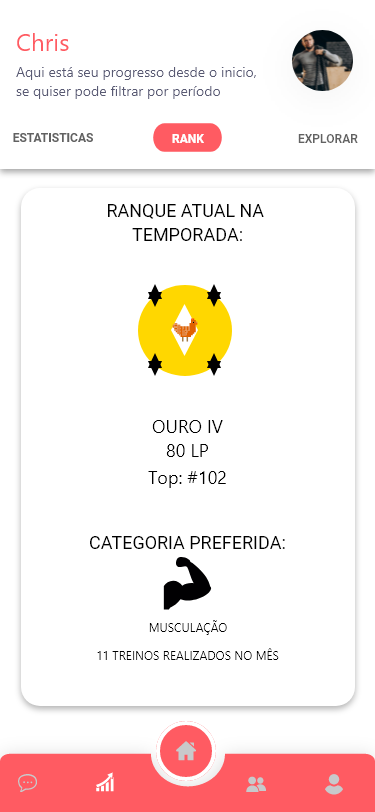 Chris
Aqui está seu progresso desde o inicio,
se quiser pode filtrar por período
ESTATISTICAS
RANK
EXPLORAR
RANQUE ATUAL NA
TEMPORADA:
OURO IV
80 LP
Top: #102
CATEGORIA PREFERIDA:
MUSCULAÇÃO
11 TREINOS REALIZADOS NO MÊS